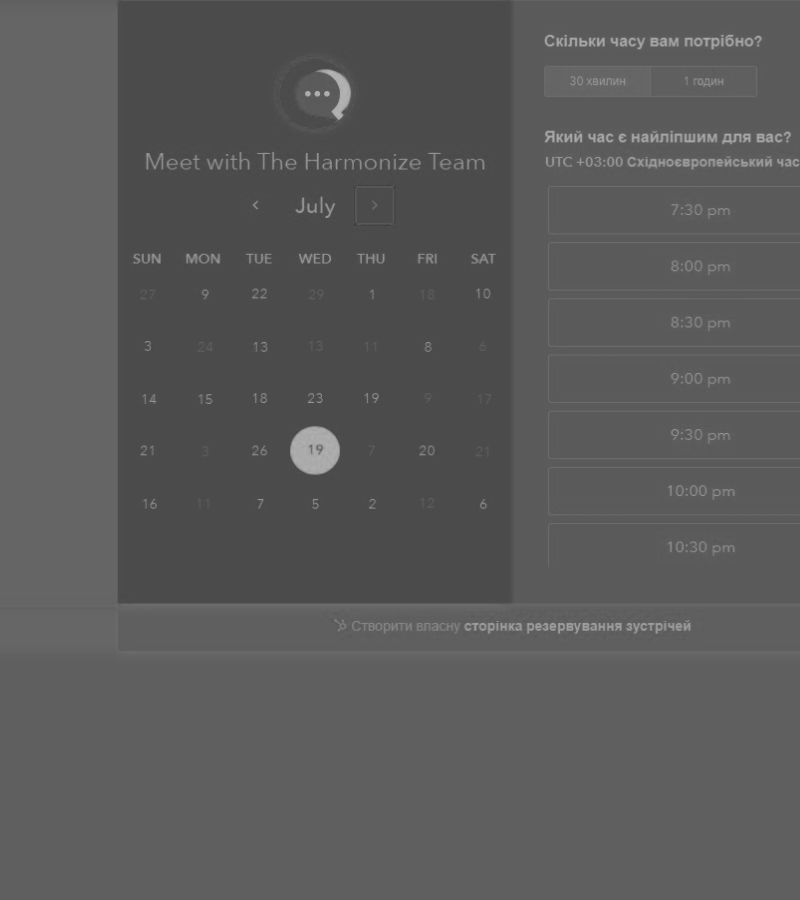 Meet with The Harmonize Team
July
SUN MON TUE WED THU FRI SAT
27 9 22 29 1 18 10
3 24 13 13 11 8 6
14 15 18 23 19 9 17
21 3 26 19 7 20 21
16 11 7 5 2 12 6
Скільки часу вам потрібно?
30 хвилин 1 годин
Який час є найліпшим для вас?
UTC +03:00 Східноєвропейський час
7:30 pm
8:00 pm
8:30 pm
9:00 pm
9:30 pm
10:00 pm
10:30 pm
Створити власну сторінка резервування зустрічей